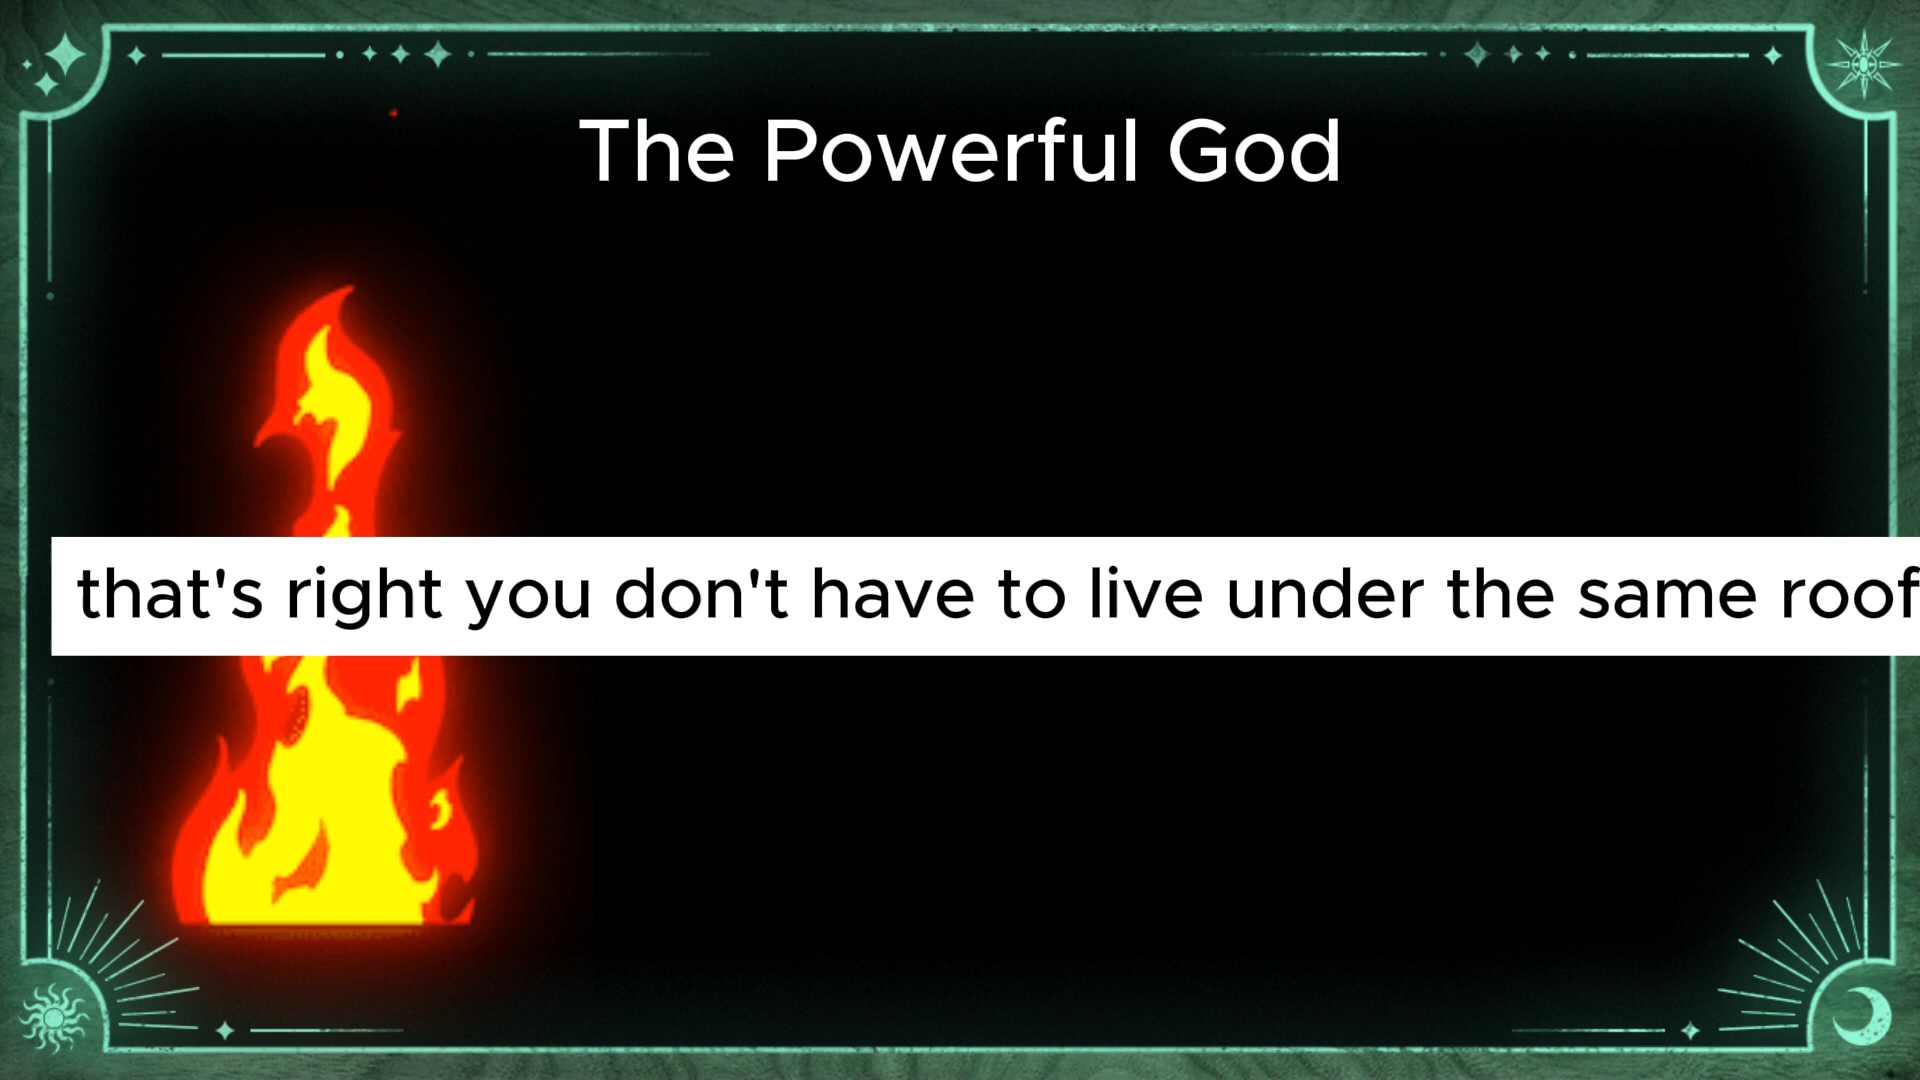 The Powerful God
that's right you don't have to live under the same roof